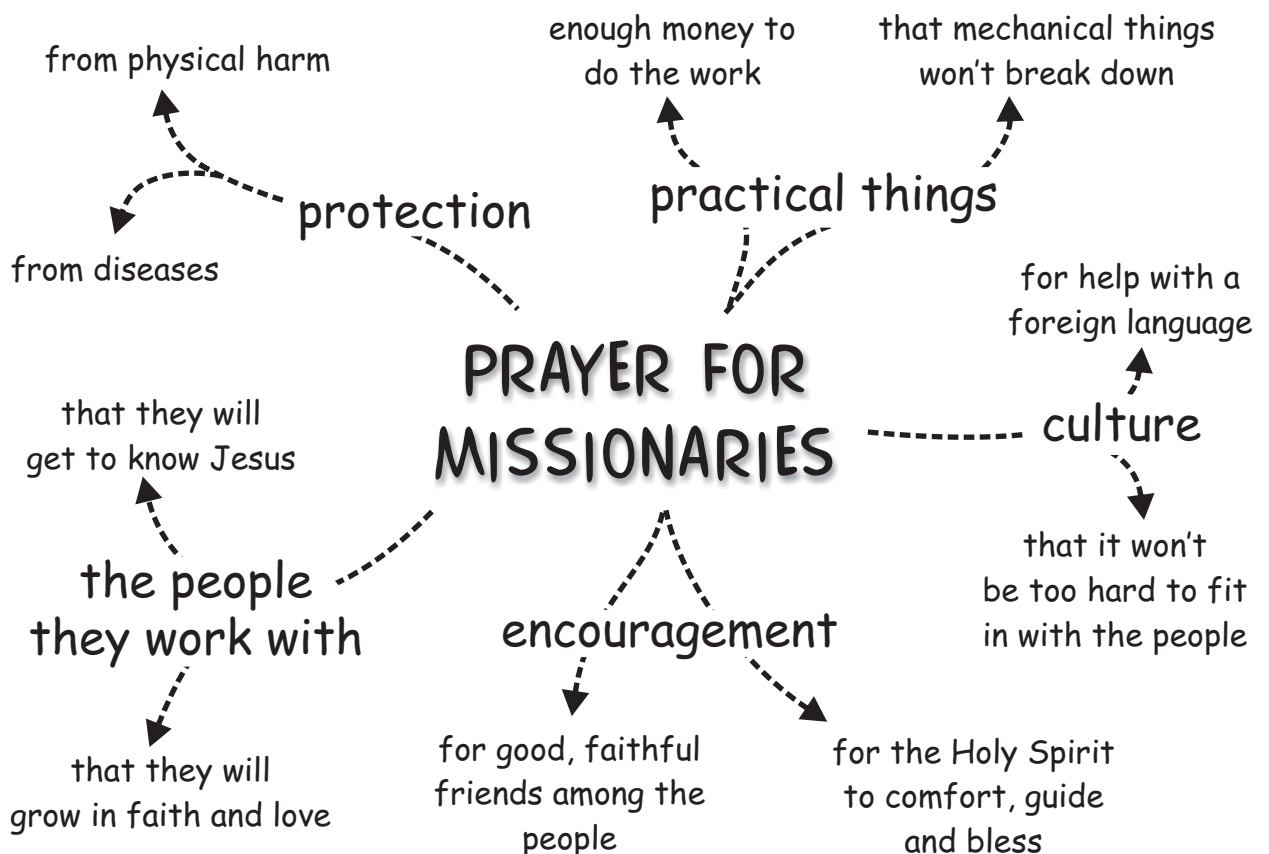 PRAYER FOR
MISSIONARIES
protection
from physical harm
from diseases
practical things
enough money to
do the work
that mechanical things
won't break down
culture
for help with a
foreign language
that it won't
be too hard to fit
in with the people
encouragement
for good, faithful
friends among the
people
for the Holy Spirit
to comfort, guide
and bless
the people
they work with
that they will
get to know Jesus
that they will
grow in faith and love